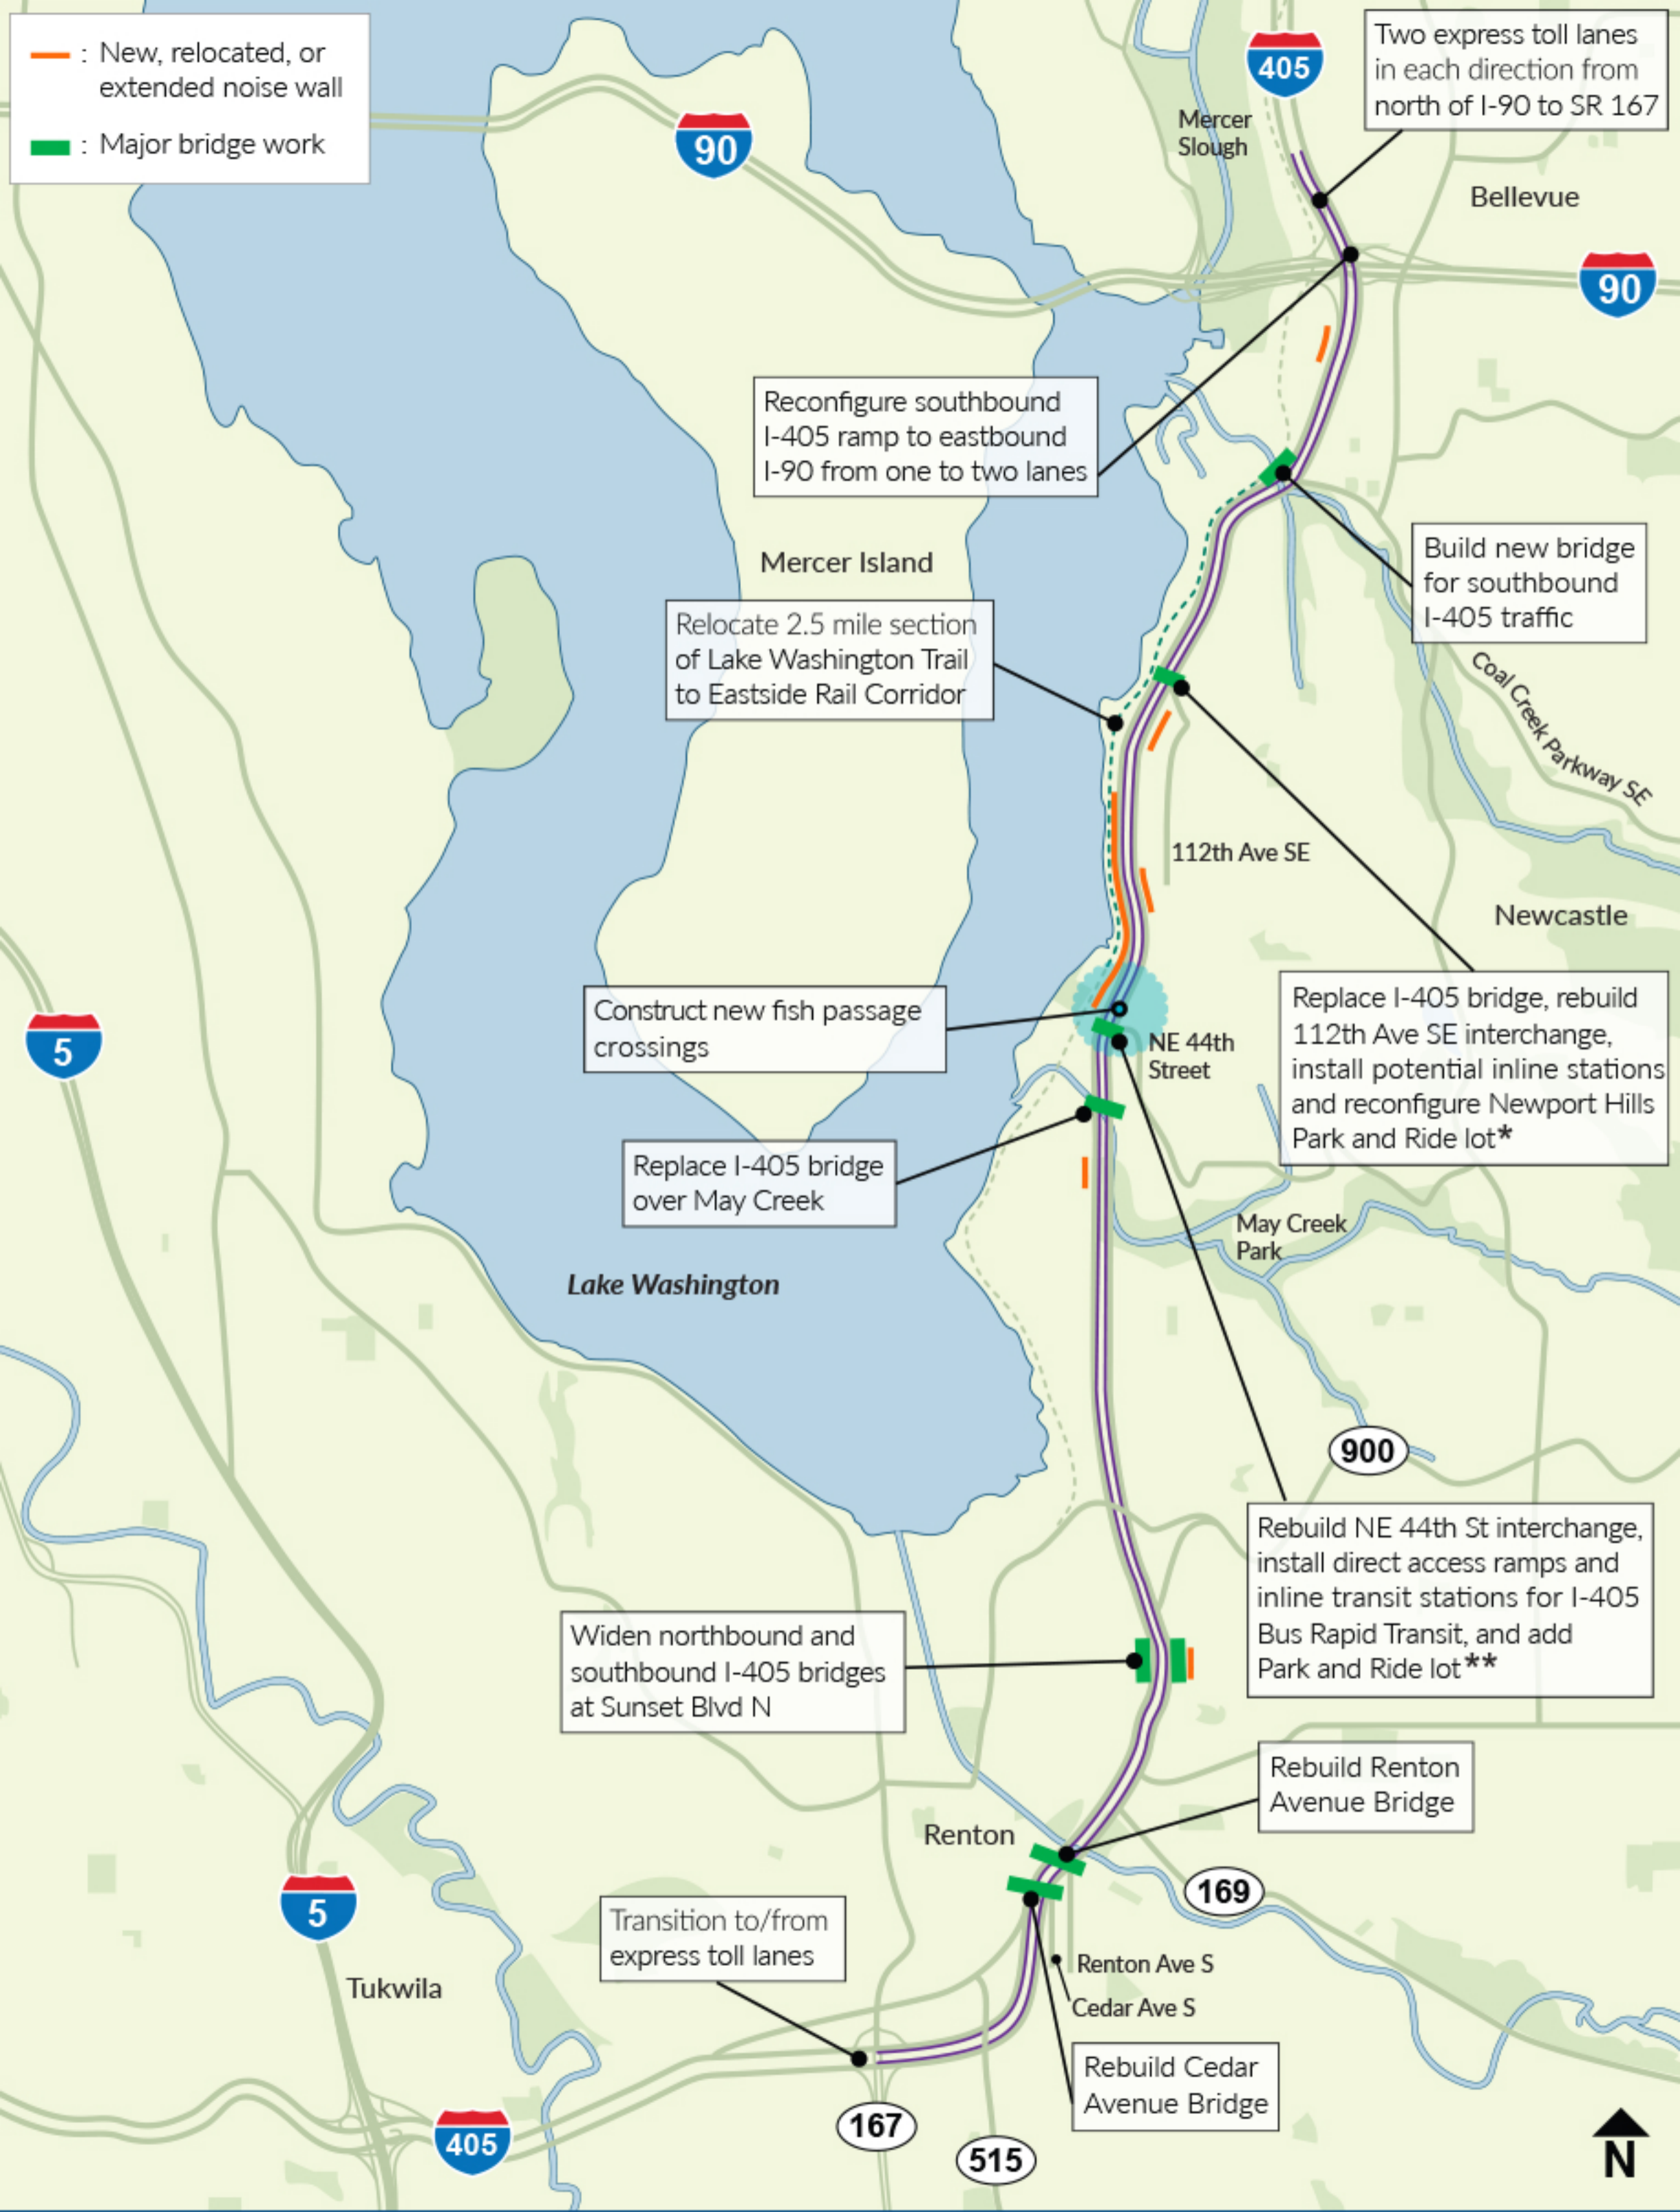 : New, relocated, or
extended noise wall
: Major bridge work
405
Two express toll lanes
in each direction from
north of I-90 to SR 167
Mercer
Slough
90
Bellevue
90
Reconfigure southbound
I-405 ramp to eastbound
I-90 from one to two lanes
Mercer Island
Build new bridge
for southbound
I-405 traffic
Relocate 2.5 mile section
of Lake Washington Trail
to Eastside Rail Corridor
Coal Creek Parkway SE
112th Ave SE
Newcastle
Construct new fish passage
crossings
5
NE 44th
Street
Replace I-405 bridge, rebuild
112th Ave SE interchange,
install potential inline stations
and reconfigure Newport Hills
Park and Ride lot*
Replace I-405 bridge
over May Creek
May Creek
Park
Lake Washington
900
Rebuild NE 44th St interchange,
install direct access ramps and
inline transit stations for I-405
Bus Rapid Transit, and add
Park and Ride lot**
Widen northbound and
southbound I-405 bridges
at Sunset Blvd N
Rebuild Renton
Avenue Bridge
Renton
169
5
Transition to/from
express toll lanes
Renton Ave S
Tukwila
Cedar Ave S
Rebuild Cedar
Avenue Bridge
167
405
515
N